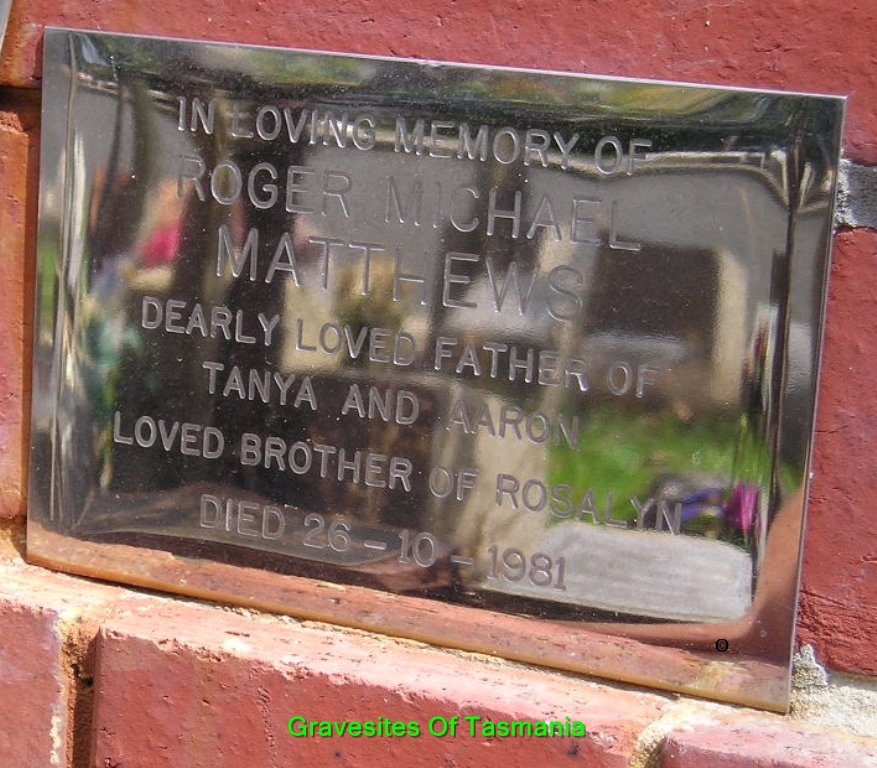 IN LOVING MEMORY OF
ROGER MICHAEL
MATTHEWS
DEARLY LOVED FATHER OF
TANYA AND AARON
LOVED BROTHER OF ROSALYN
DIED 26-10-1981
©
Gravesites Of Tasmania